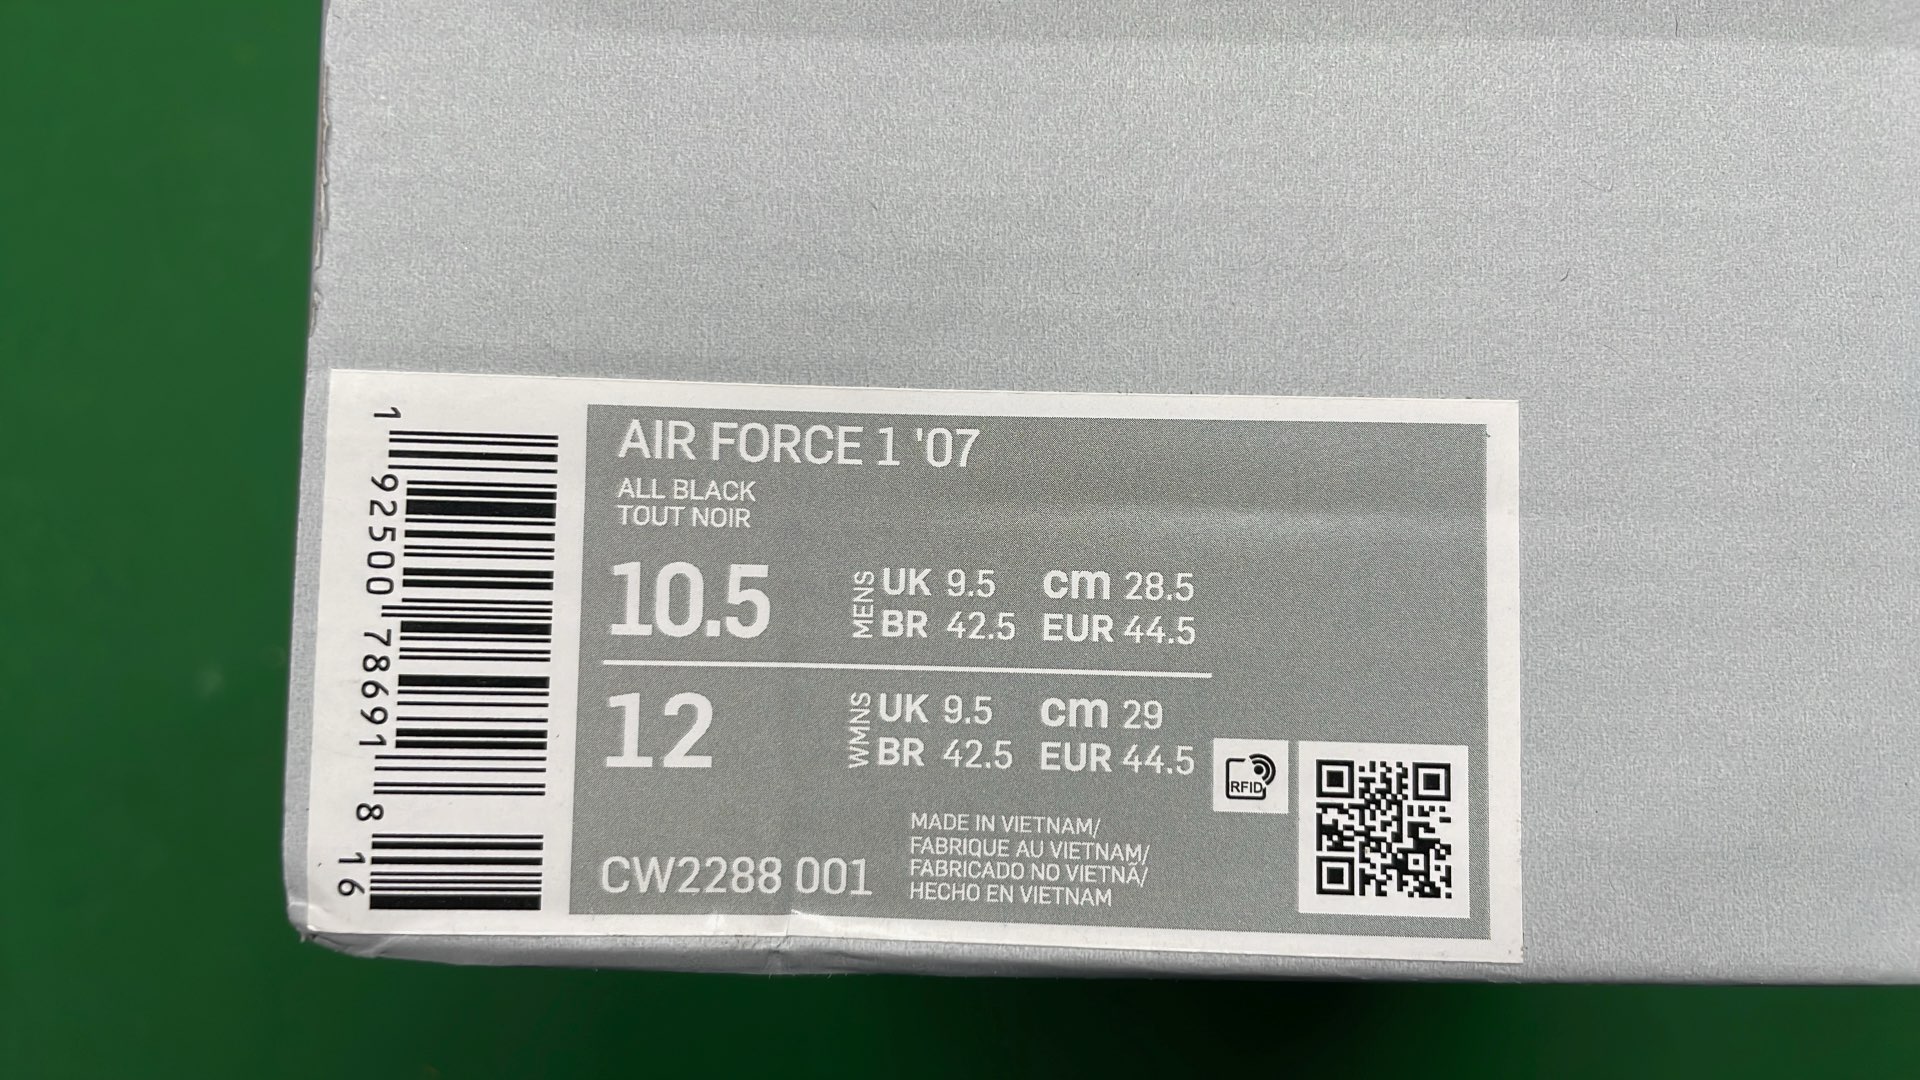 1 92500 78691 8 16
AIR FORCE 1 '07
ALL BLACK
TOUT NOIR
10.5 MENS UK 9.5 cm 28.5
BR 42.5 EUR 44.5
12 WMNS UK 9.5 cm 29
BR 42.5 EUR 44.5
RFID
CW2288 001
MADE IN VIETNAM/
FABRIQUE AU VIETNAM/
FABRICADO NO VIETNÃ/
HECHO EN VIETNAM